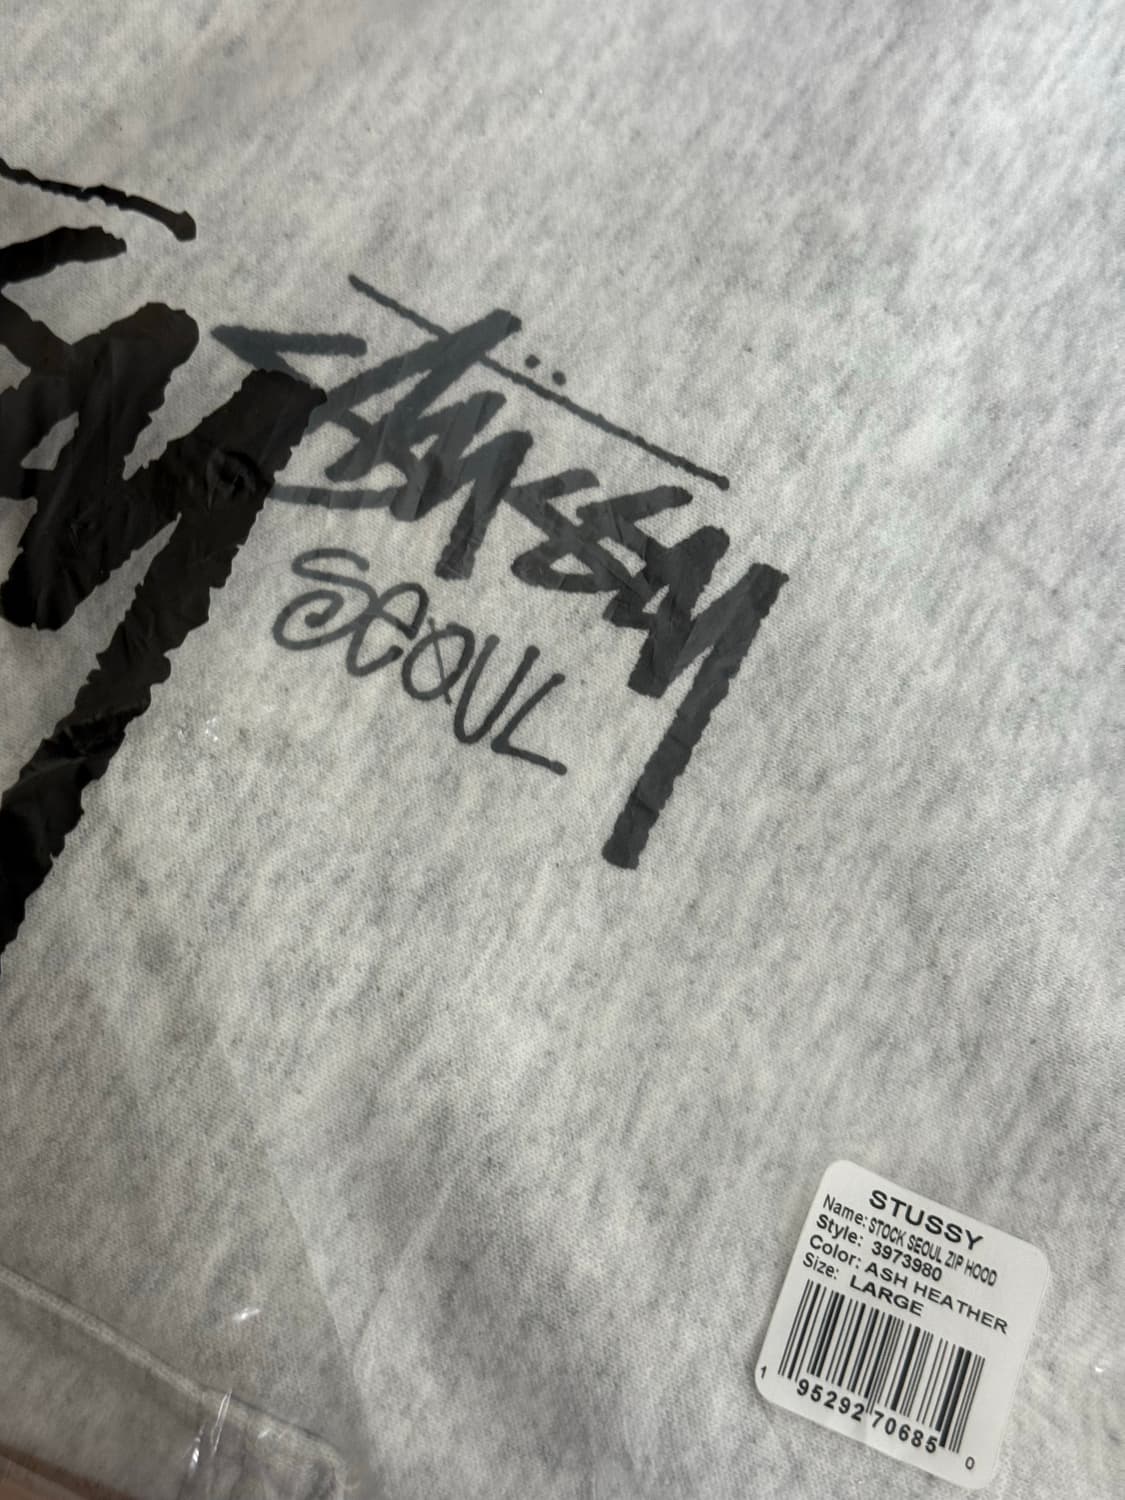 Stüssy
Seoul
STUSSY
Name: STOCK SEOUL ZIP HOOD
Style: 3973980
Color: ASH HEATHER
Size: LARGE
1 95292 70685 0